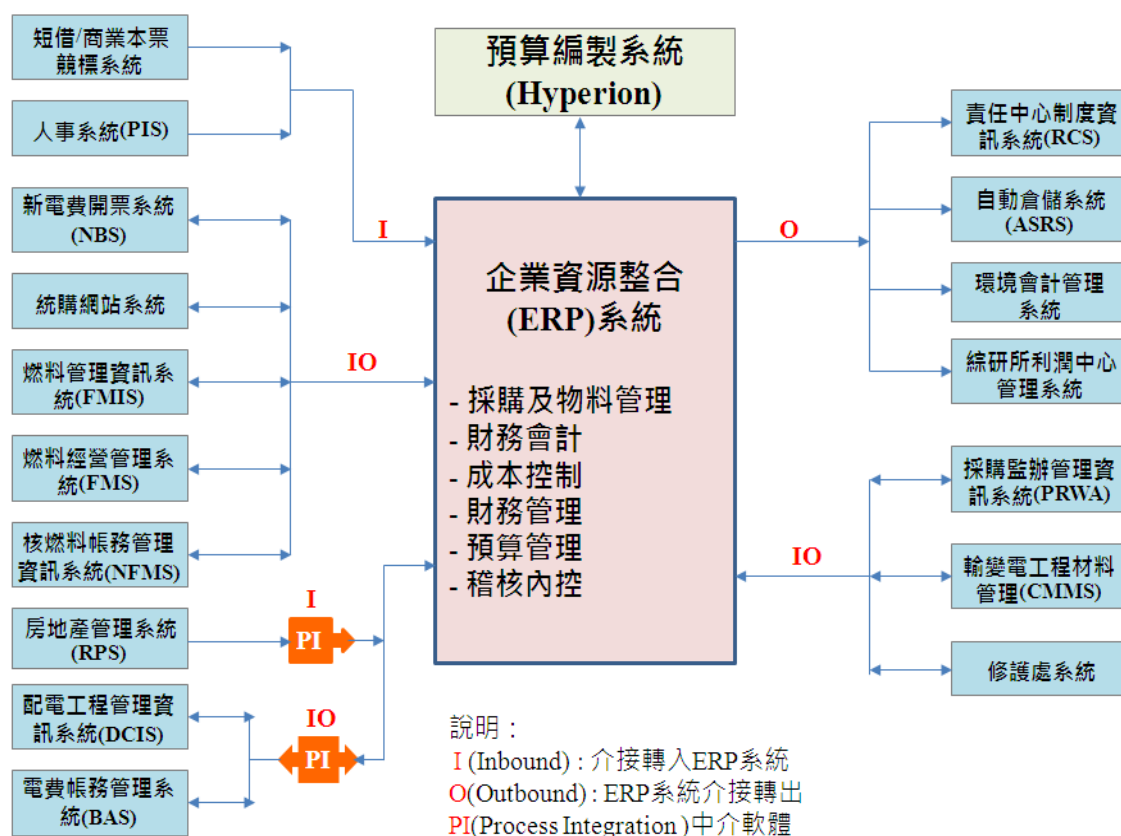 短借/商業本票
競標系統
人事系統(PIS)
新電費開票系統
(NBS)
統購網站系統
燃料管理資訊系
統(FMIS)
燃料經營管理系
統(FMS)
核燃料帳務管理
資訊系統(NFMS)
房地產管理系統
(RPS)
配電工程管理資
訊系統(DCIS)
電費帳務管理系
統(BAS)
I
IO
I
PI
IO
PI
預算編製系統
(Hyperion)
企業資源整合
(ERP)系統
- 採購及物料管理
- 財務會計
- 成本控制
- 財務管理
- 預算管理
- 稽核內控
O
IO
責任中心制度資
訊系統(RCS)
自動倉儲系統
(ASRS)
環境會計管理
系統
綜研所利潤中心
管理系統
採購監辦管理資
訊系統(PRWA)
輸變電工程材料
管理(CMMS)
修護處系統
說明：
I (Inbound) : 介接轉入ERP系統
O(Outbound) : ERP系統介接轉出
PI(Process Integration )中介軟體